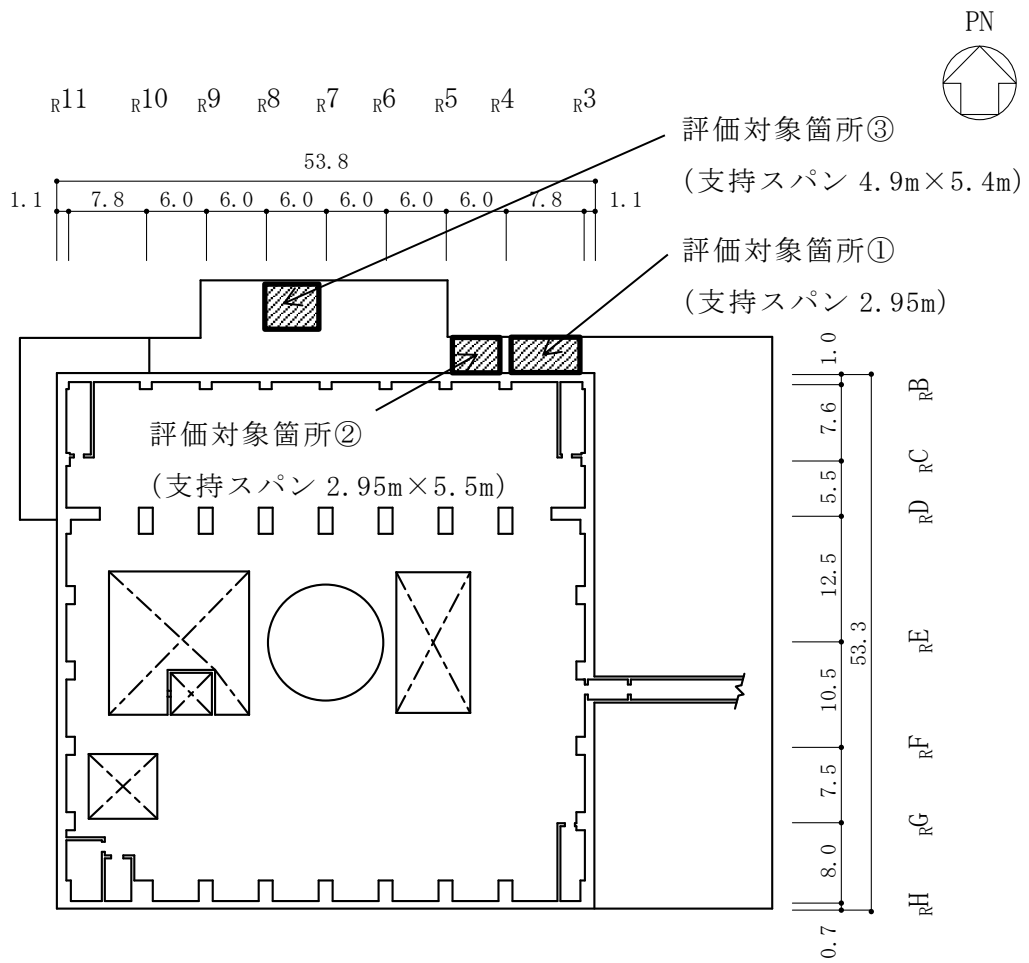 PN
R11 R10 R9 R8 R7 R6 R5 R4 R3
評価対象箇所③
(支持スパン 4.9m×5.4m)
53.8
1.1 7.8 6.0 6.0 6.0 6.0 6.0 6.0 7.8 1.1
評価対象箇所①
(支持スパン 2.95m)
評価対象箇所②
(支持スパン 2.95m×5.5m)
1.0
7.6
5.5
12.5
10.5
7.5
8.0
0.7
53.3
RB
RC
RD
RE
RF
RG
RH